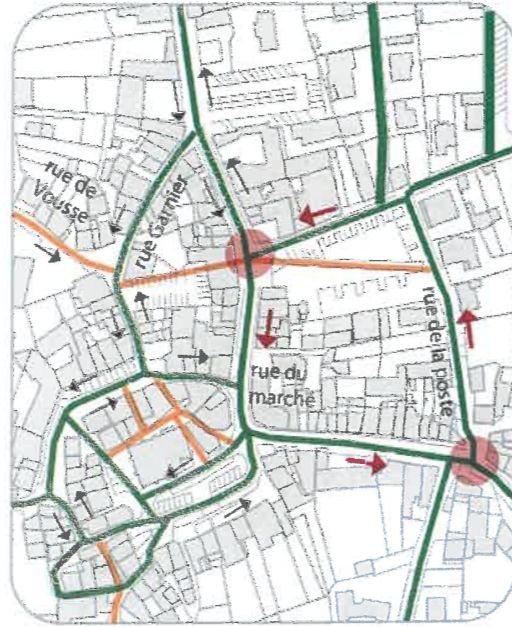 rue de
Vousse
rue Garnier
rue de la poste
rue du
marché